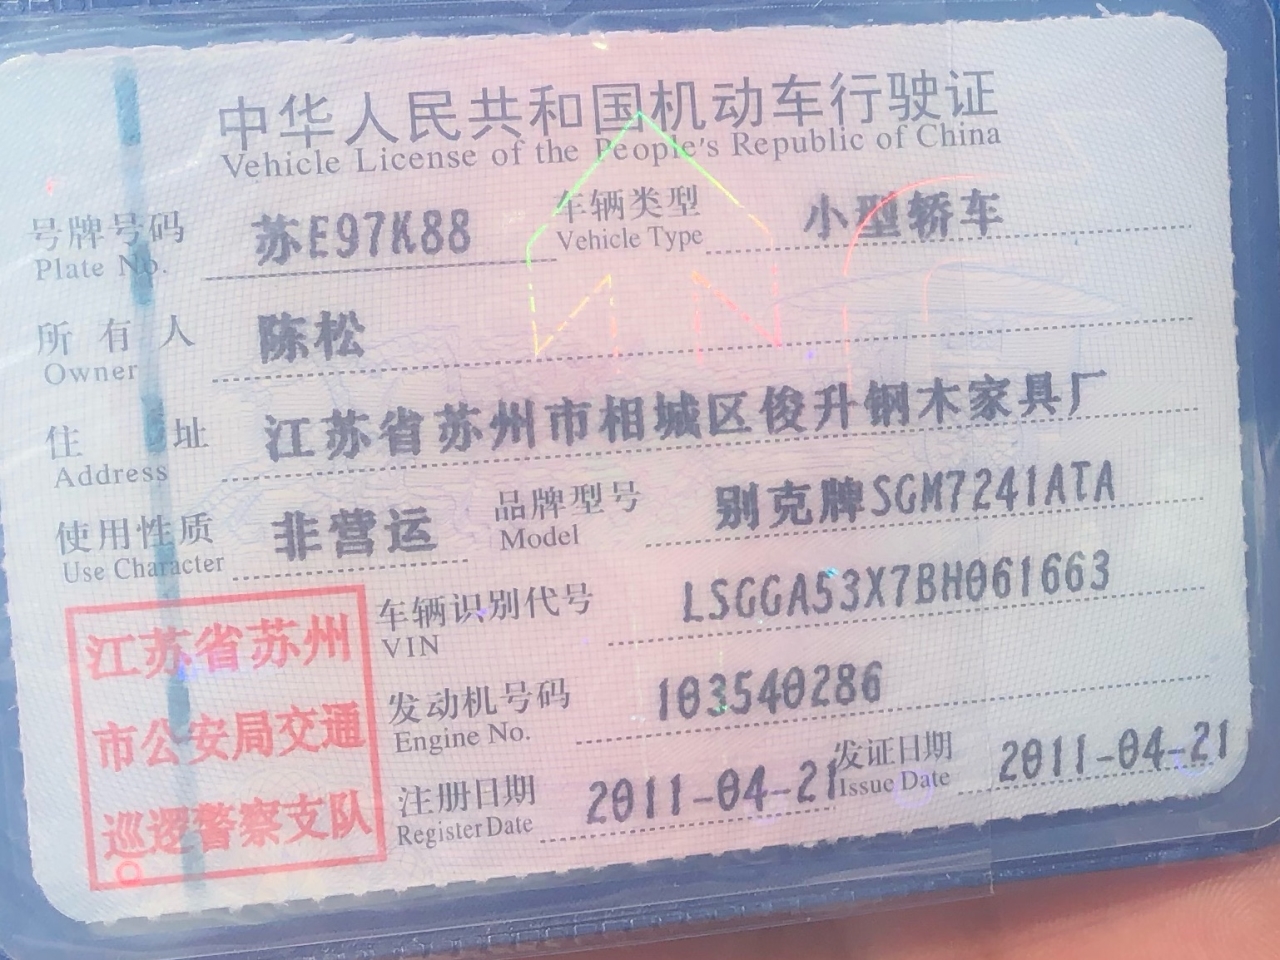 中华人民共和国机动车行驶证
Vehicle License of the People's Republic of China
号牌号码 苏E97K88 车辆类型 小型轿车
Plate No. Vehicle Type
所有人 陈松
Owner
住址 江苏省苏州市相城区俊升钢木家具厂
Address
使用性质 非营运 品牌型号 别克牌SGM7241ATA
Use Character Model
车辆识别代号 LSGGA53X7BH061663
VIN
发动机号码 103540286
Engine No.
注册日期 2011-04-21 发证日期 2011-04-21
Register Date Issue Date
江苏省苏州
市公安局交通
巡逻警察支队